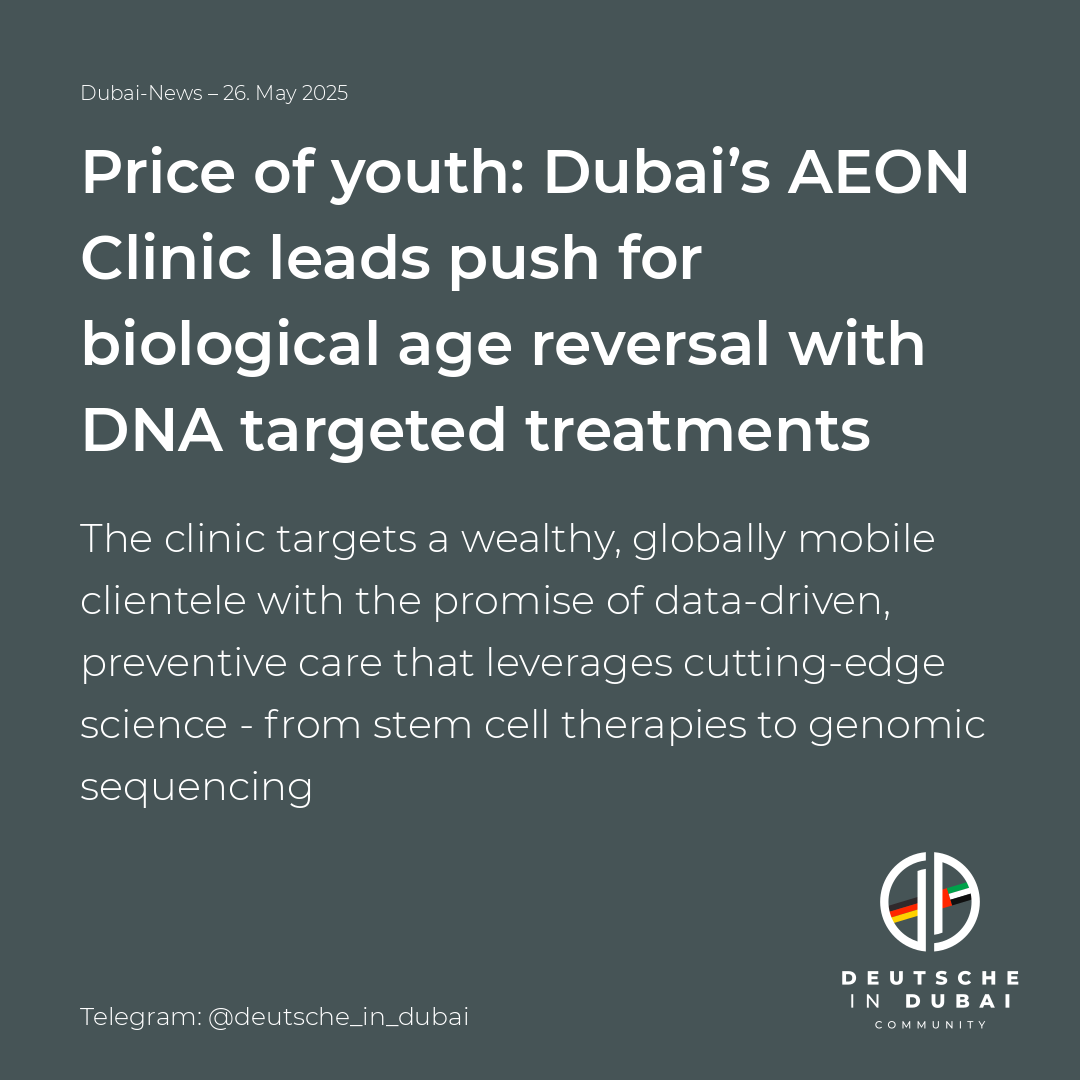 Dubai-News – 26. May 2025
Price of youth: Dubai’s AEON
Clinic leads push for
biological age reversal with
DNA targeted treatments
The clinic targets a wealthy, globally mobile
clientele with the promise of data-driven,
preventive care that leverages cutting-edge
science - from stem cell therapies to genomic
sequencing
DEUTSCHE
IN DUBAI
COMMUNITY
Telegram: @deutsche_in_dubai